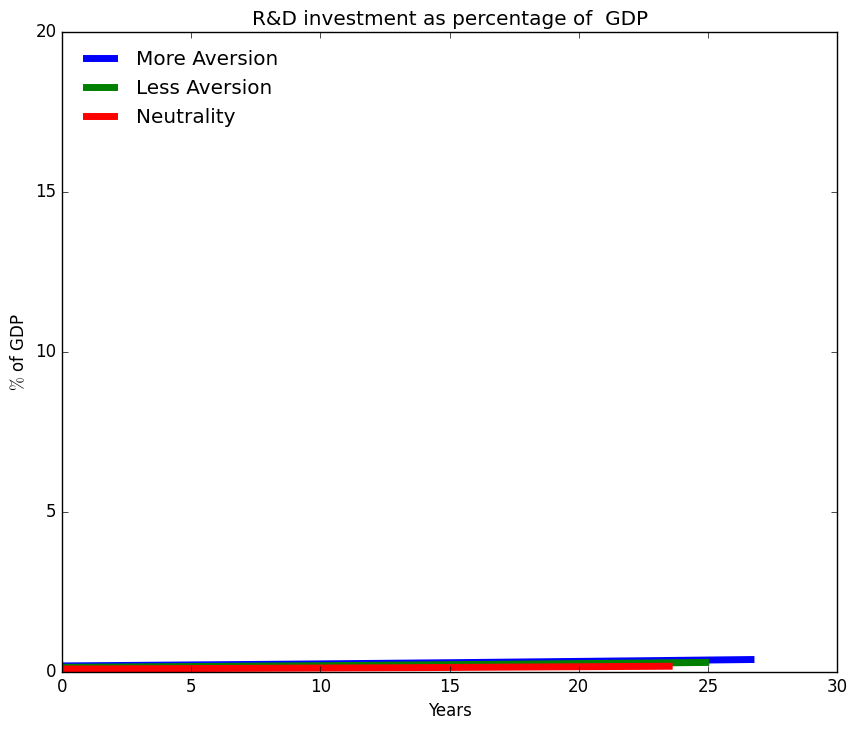 R&D investment as percentage of  GDP
More Aversion
Less Aversion
Neutrality
% of GDP
20
15
10
5
0
0 5 10 15 20 25 30
Years